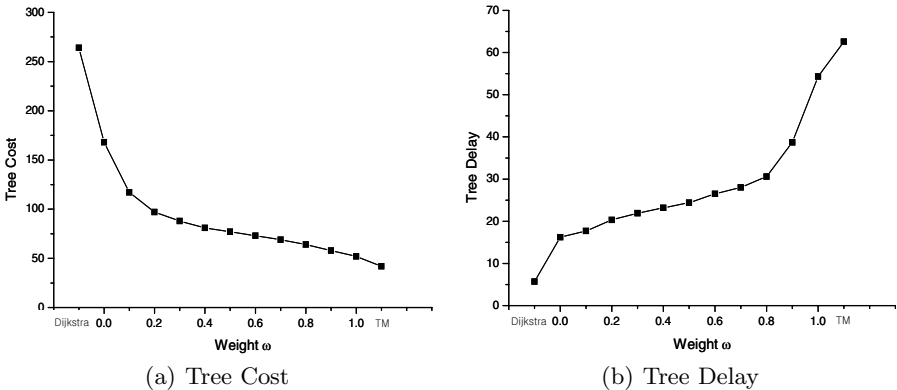 300
250
200
150
100
50
0
Tree Cost
Dijkstra 0.0 0.2 0.4 0.6 0.8 1.0 TM
Weight ω
(a) Tree Cost
70
60
50
40
30
20
10
0
Tree Delay
Dijkstra 0.0 0.2 0.4 0.6 0.8 1.0 TM
Weight ω
(b) Tree Delay